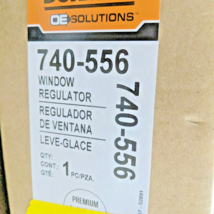 OE SOLUTIONS™
740-556
WINDOW
REGULATOR
REGULADOR
DE VENTANA
LEVE-GLACE
QTY:
CONT.: 1 PC/PZA.
QTÉ:
PREMIUM
740-556